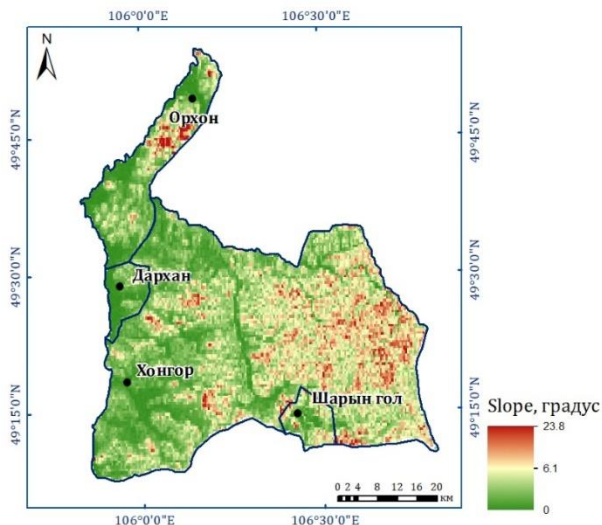 106°0'0"E 106°30'0"E
N
Орхон
49°45'0"N 49°45'0"N
Дархан
49°30'0"N 49°30'0"N
Хонгор
Шарын гол
49°15'0"N 49°15'0"N
Slope, градус
23.8
6.1
0
0 2 4 8 12 16 20
КМ
106°0'0"E 106°30'0"E